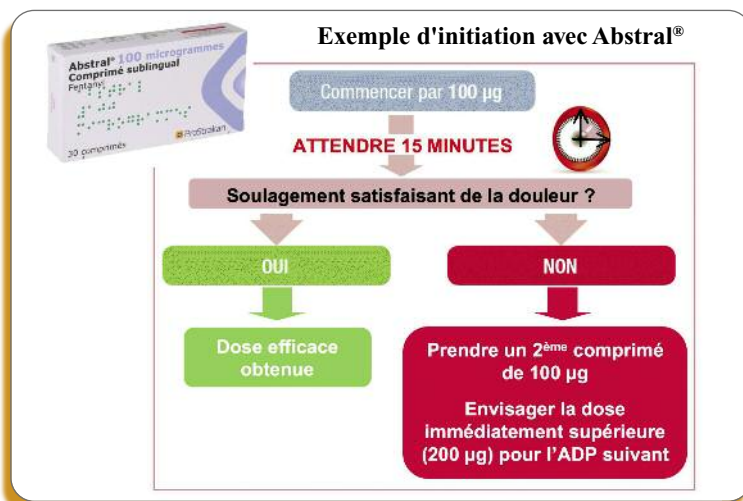 Exemple d'initiation avec Abstral®
Abstral® 100 microgrammes
Comprimé sublingual
Fentanyl
ProStrakan
30 comprimés
Commencer par 100 µg
ATTENDRE 15 MINUTES
Soulagement satisfaisant de la douleur ?
OUI
NON
Dose efficace
obtenue
Prendre un 2ème comprimé
de 100 µg
Envisager la dose
immédiatement supérieure
(200 µg) pour l'ADP suivant